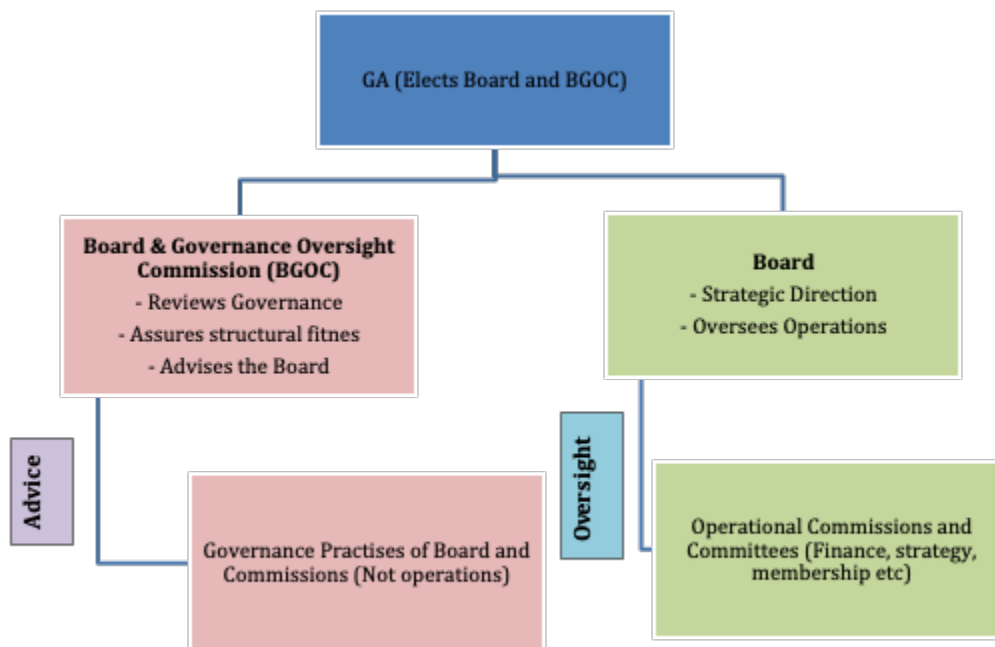 GA (Elects Board and BGOC)
Board & Governance Oversight
Commission (BGOC)
- Reviews Governance
- Assures structural fitnes
- Advises the Board
Board
- Strategic Direction
- Oversees Operations
Advice
Governance Practises of Board and
Commissions (Not operations)
Oversight
Operational Commissions and
Committees (Finance, strategy,
membership etc)